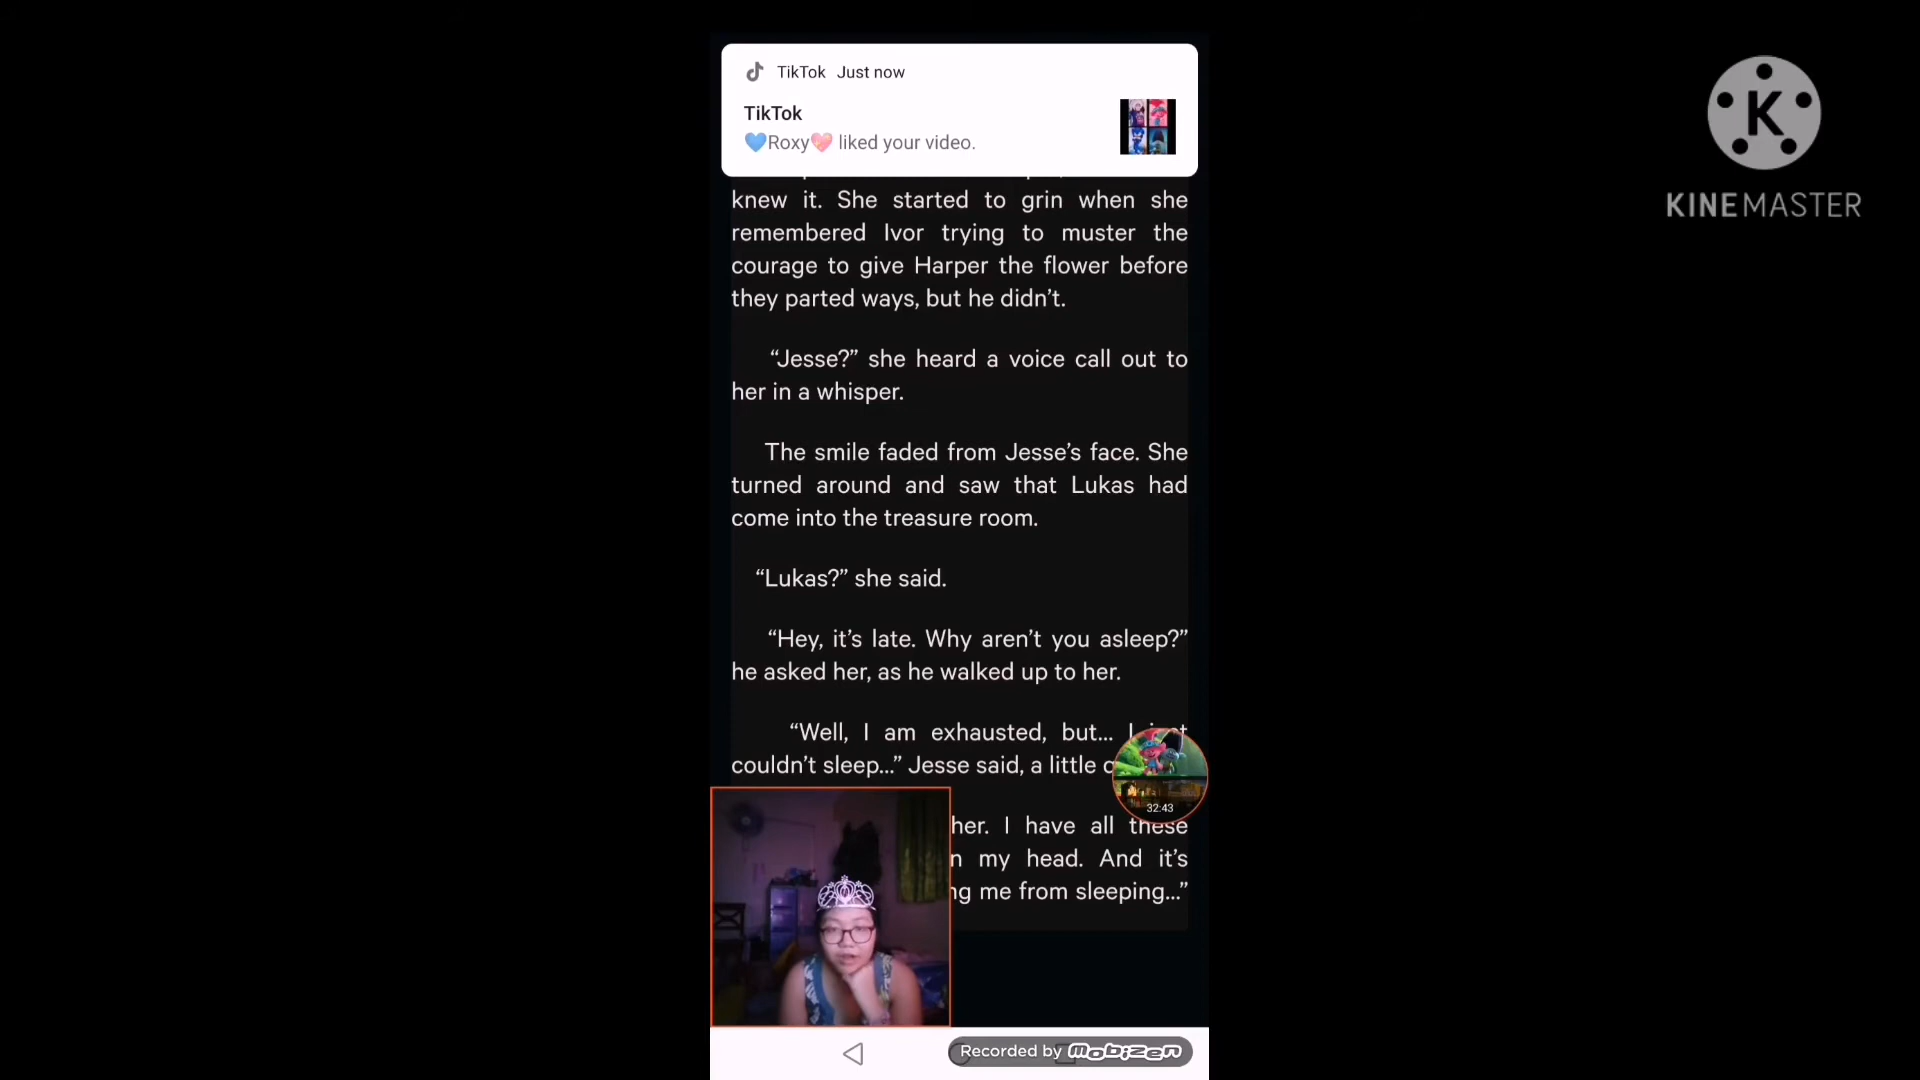 TikTok Just now
TikTok
💙Roxy💖 liked your video.
knew it. She started to grin when she
remembered Ivor trying to muster the
courage to give Harper the flower before
they parted ways, but he didn’t.
“Jesse?” she heard a voice call out to
her in a whisper.
The smile faded from Jesse’s face. She
turned around and saw that Lukas had
come into the treasure room.
“Lukas?” she said.
“Hey, it’s late. Why aren’t you asleep?”
he asked her, as he walked up to her.
“Well, I am exhausted, but... I
couldn’t sleep...” Jesse said, a little
32:43
her. I have all these
my head. And it’s
me from sleeping...”
Recorded by mobizen
K
KINEMASTER